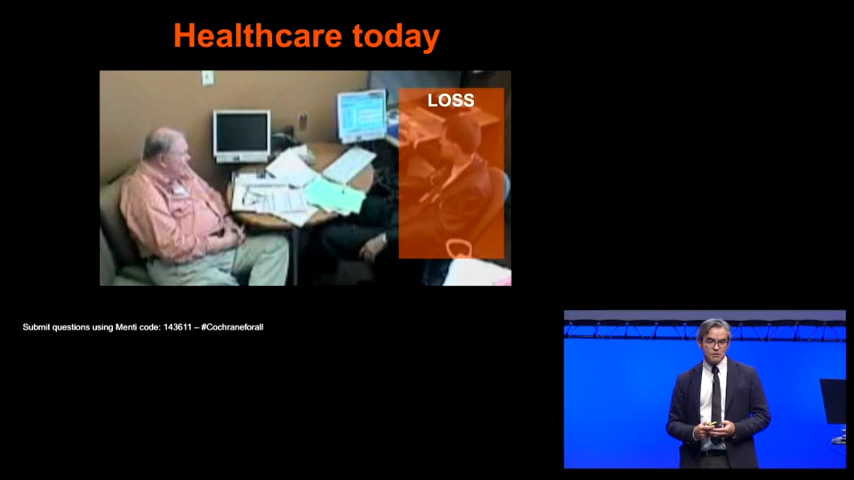 Healthcare today
LOSS
Submit questions using Menti code: 143611 – #Cochraneforall